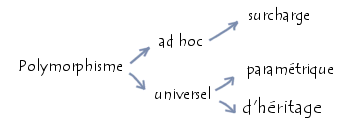 surcharge
ad hoc
Polymorphisme
paramétrique
universel
d'héritage